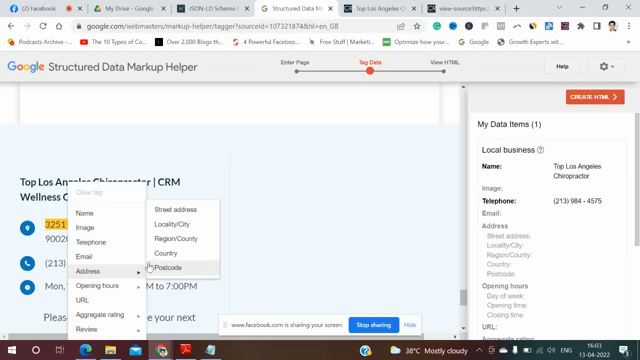 (2) Facebook
My Drive - Google D
JSON-LD Schema
Structured Data Mark
Top Los Angeles Chi
view-source:https:
google.com/webmasters/markup-helper/tagger?sourceid=107321874&hl=en_GB
Podcasts Archive -...
The 10 Types of Co...
Over 2,000 Blogs T...
4 Powerful Facebook...
Free Stuff | Marketi...
Optimise how your...
Google
Growth Experts wit...
Google Structured Data Markup Helper
Enter Page
Tag Data
View HTML
Help
CREATE HTML
My Data Items (1)
Local business
Name:
Top Los Angeles Chiropractor
Image:
Telephone:
(213) 984 - 4575
Email:
Address
Street address:
Locality/City:
Region/County:
Country:
Postcode:
Opening hours
Day of week:
Opening time:
Closing time:
URL:
Aggregate rating
Top Los Angeles Chiropractor | CRM
Wellness
3251
9002
(213)
Mon,
M to 7:00PM
Please
e your next
Clear tag
Name
Image
Telephone
Email
Address
Opening hours
URL
Aggregate rating
Review
Street address
Locality/City
Region/County
Country
Postcode
www.facebook.com is sharing your screen.
Stop sharing
Hide
38°C Mostly cloudy
ENG
16:03
13-04-2022